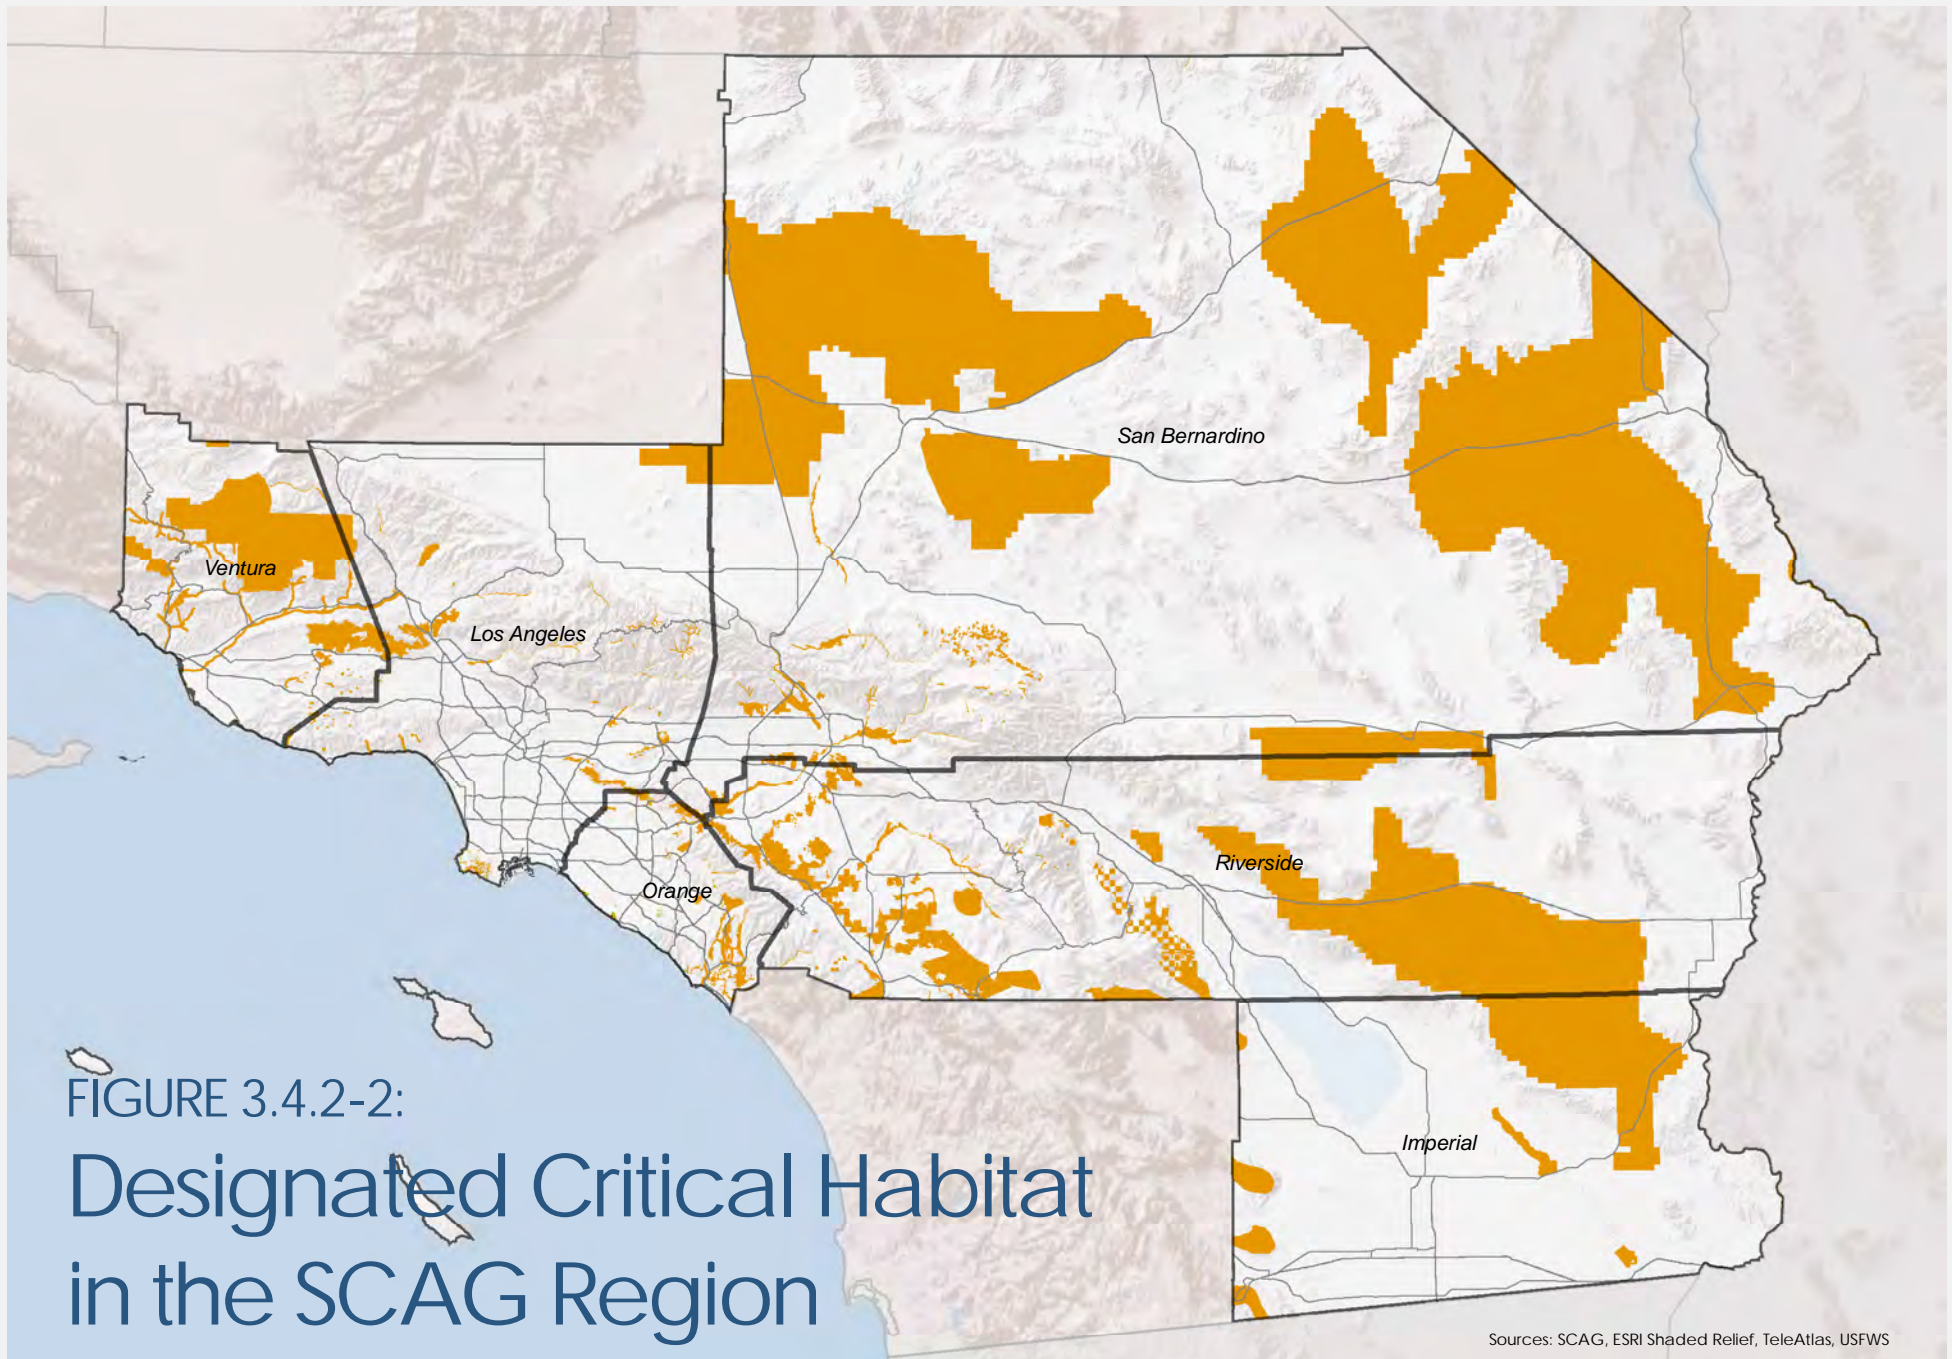 San Bernardino
Ventura
Los Angeles
Riverside
Orange
Imperial
FIGURE 3.4.2-2:
Designated Critical Habitat
in the SCAG Region
Sources: SCAG, ESRI Shaded Relief, TeleAtlas, USFWS